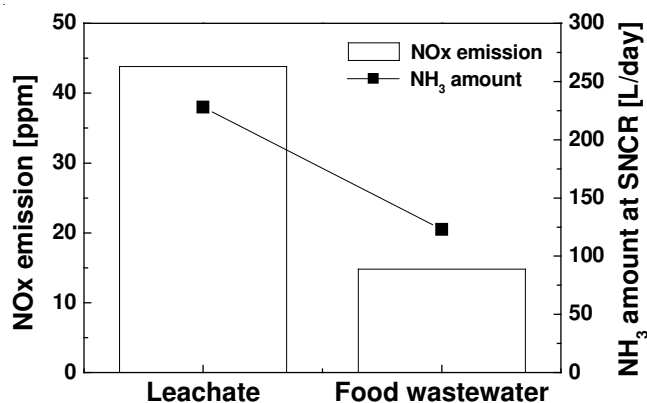 NOx emission [ppm]
50
40
30
20
10
0
NOx emission
NH₃ amount
Leachate
Food wastewater
300
250
200
150
100
50
0
NH₃ amount at SNCR [L/day]